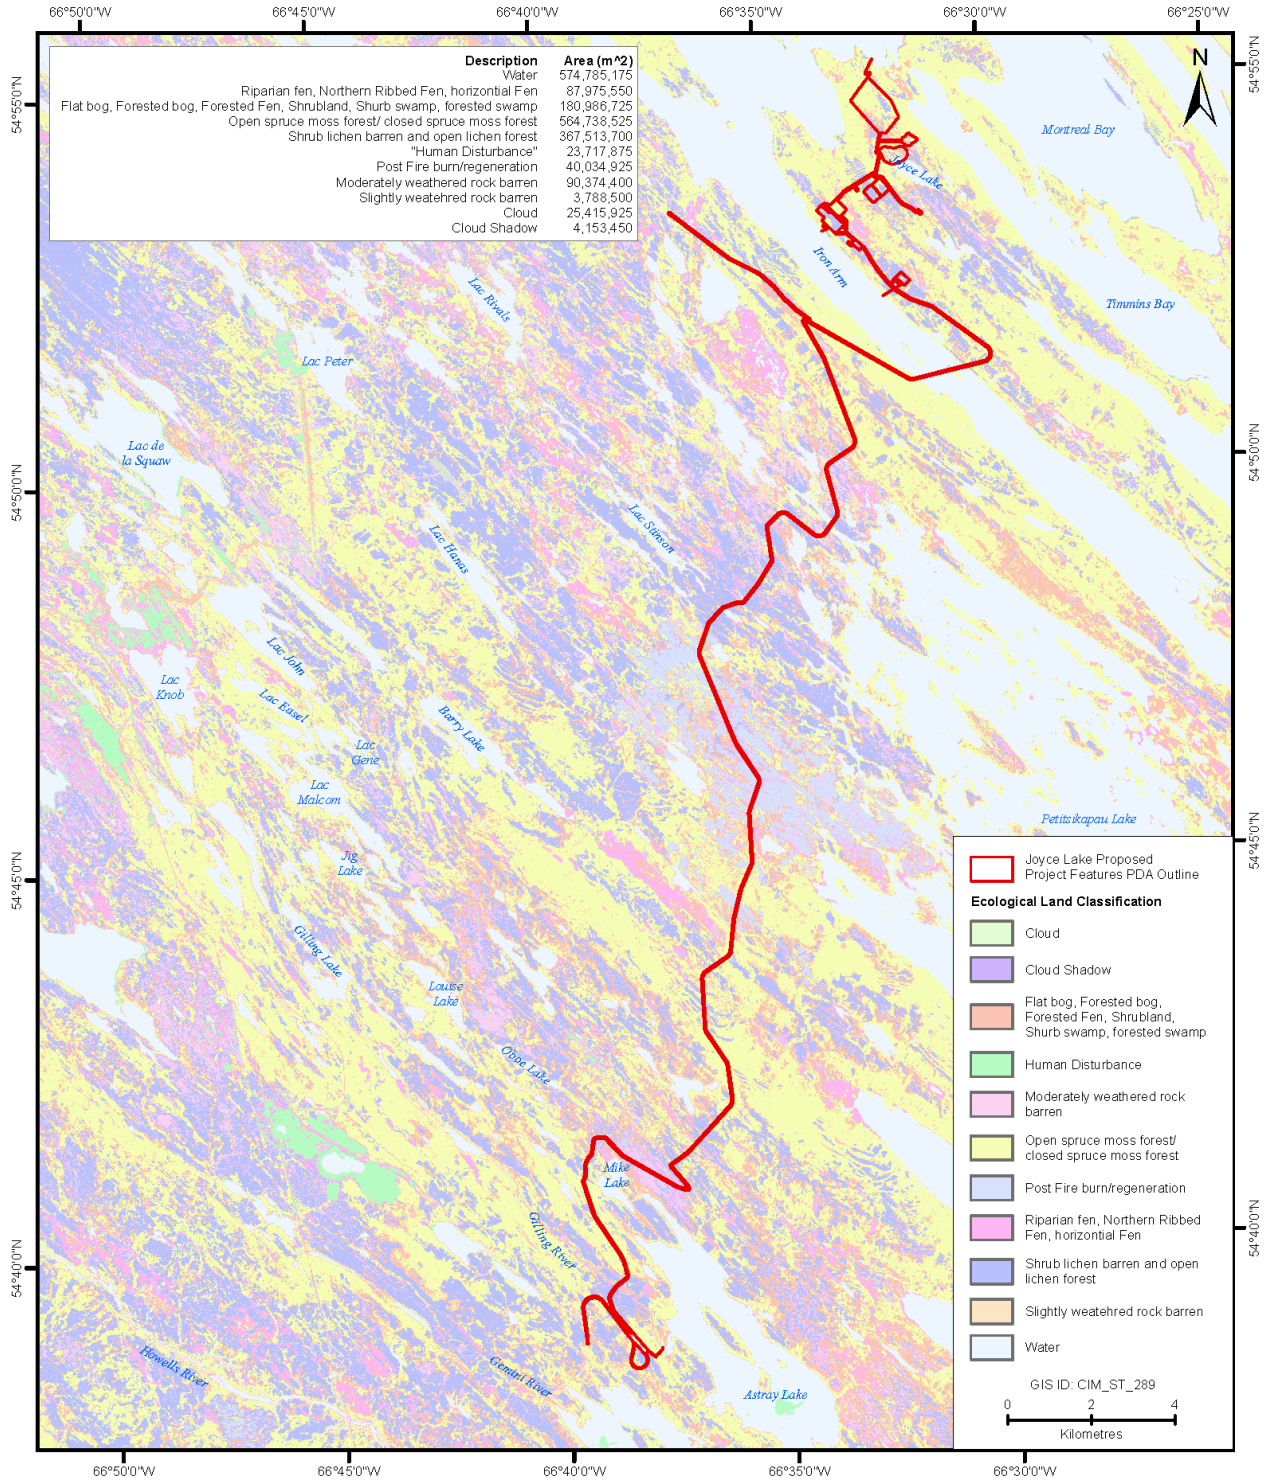 66°50'0"W 66°45'0"W 66°40'0"W 66°35'0"W 66°30'0"W 66°25'0"W
Description Area (m^2)
Water 574,785,175
Riparian fen, Northern Ribbed Fen, horizontial Fen 87,975,550
Flat bog, Forested bog, Forested Fen, Shrubland, Shurb swamp, forested swamp 180,986,725
Open spruce moss forest/ closed spruce moss forest 564,738,525
Shrub lichen barren and open lichen forest 367,513,700
"Human Disturbance" 23,717,875
Post Fire burn/regeneration 40,034,925
Moderately weathered rock barren 90,374,400
Slightly weatehred rock barren 3,788,500
Cloud 25,415,925
Cloud Shadow 4,153,450
N
54°55'0"N
54°55'0"N
Montreal Bay
Joyce Lake
Iron Arm
Timmins Bay
Lac Rivals
Lac Peter
Lac de
la Squaw
54°50'0"N
54°50'0"N
Lac Hanas
Lac Stinson
Lac John
Lac
Knob
Lac Easel
Barry Lake
Lac
Gene
Lac
Malcom
Petitsikapau Lake
54°45'0"N
54°45'0"N
Jig
Lake
Gilling Lake
Louise
Lake
Oboe Lake
Mike
Lake
Gilling River
54°40'0"N
54°40'0"N
Howells River
Gemini River
Astray Lake
Joyce Lake Proposed
Project Features PDA Outline
Ecological Land Classification
Cloud
Cloud Shadow
Flat bog, Forested bog,
Forested Fen, Shrubland,
Shurb swamp, forested swamp
Human Disturbance
Moderately weathered rock
barren
Open spruce moss forest/
closed spruce moss forest
Post Fire burn/regeneration
Riparian fen, Northern Ribbed
Fen, horizontial Fen
Shrub lichen barren and open
lichen forest
Slightly weatehred rock barren
Water
GIS ID: CIM_ST_289
0 2 4
Kilometres
66°50'0"W 66°45'0"W 66°40'0"W 66°35'0"W 66°30'0"W